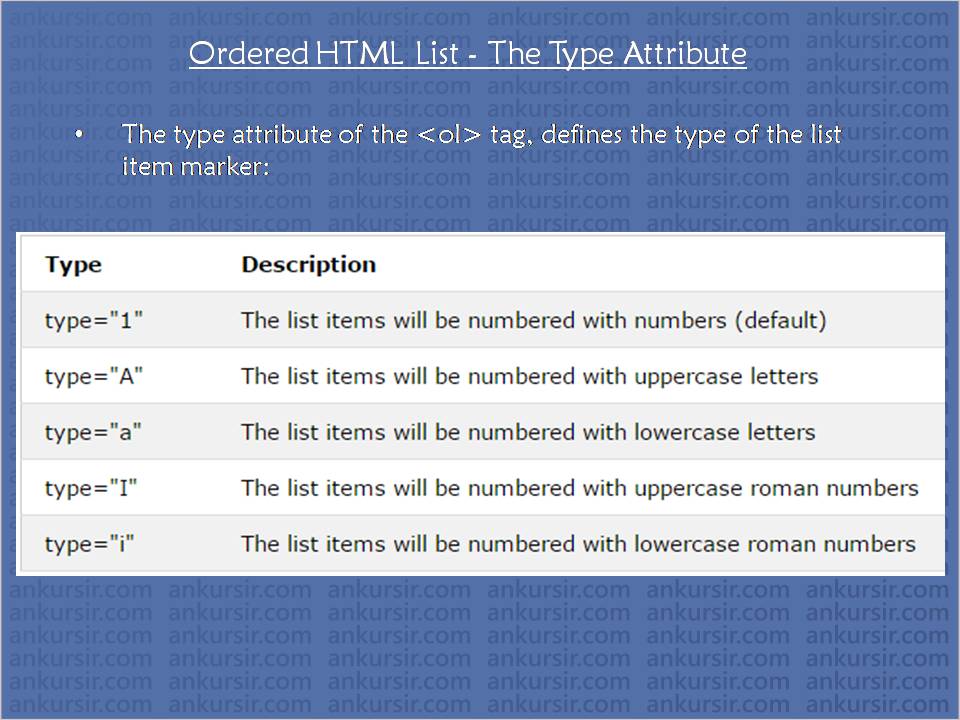 Ordered HTML List - The Type Attribute
• The type attribute of the <ol> tag, defines the type of the list
item marker:
Type Description
type="1" The list items will be numbered with numbers (default)
type="A" The list items will be numbered with uppercase letters
type="a" The list items will be numbered with lowercase letters
type="I" The list items will be numbered with uppercase roman numbers
type="i" The list items will be numbered with lowercase roman numbers
ankursir.com